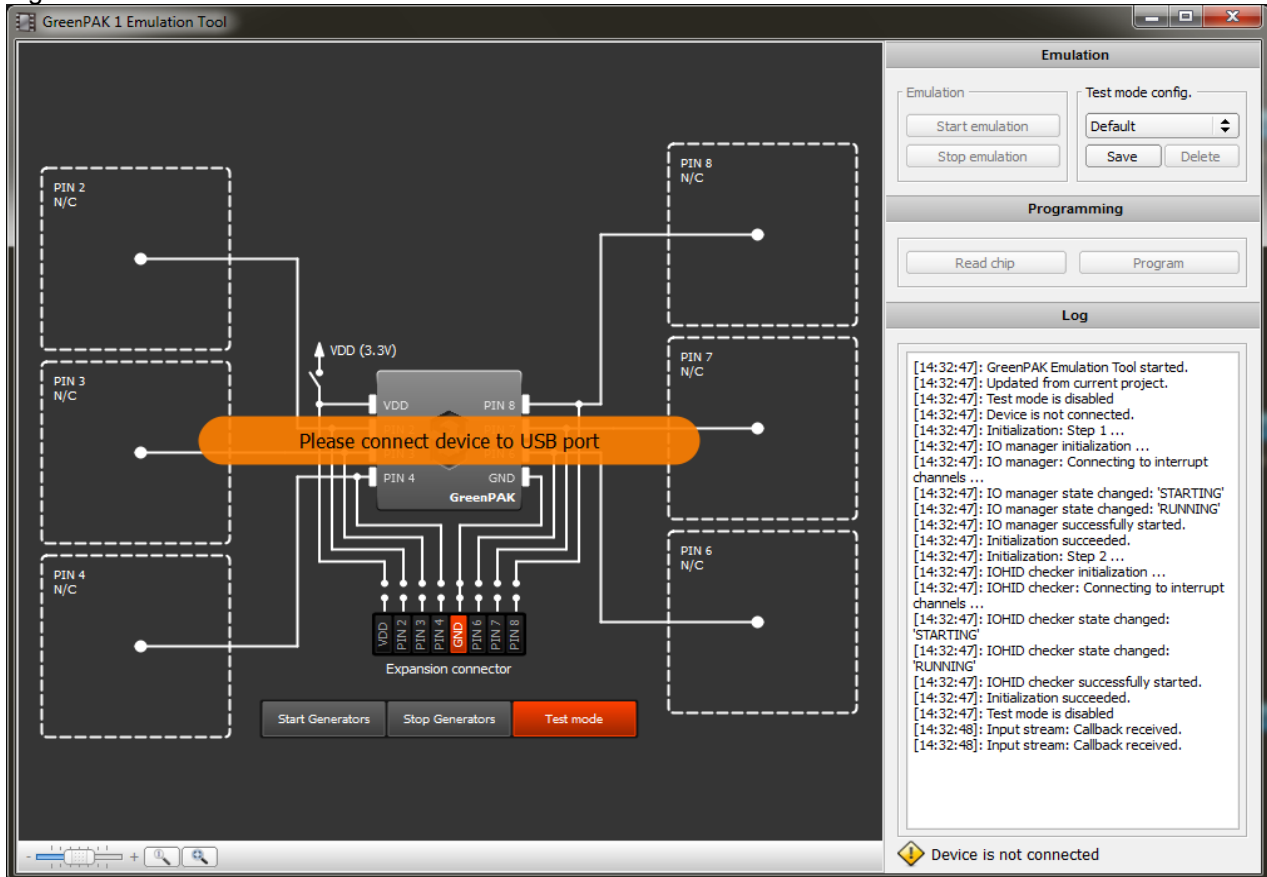 GreenPAK 1 Emulation Tool
PIN 2
N/C
PIN 3
N/C
PIN 4
N/C
PIN 8
N/C
PIN 7
N/C
PIN 6
N/C
VDD (3.3V)
VDD
PIN 8
Please connect device to USB port
PIN 4
GND
GreenPAK
VDD
PIN 2
PIN 3
PIN 4
GND
PIN 6
PIN 7
PIN 8
Expansion connector
Start Generators
Stop Generators
Test mode
- +
Emulation
Emulation
Start emulation
Stop emulation
Test mode config.
Default
Save
Delete
Programming
Read chip
Program
Log
[14:32:47]: GreenPAK Emulation Tool started.
[14:32:47]: Updated from current project.
[14:32:47]: Test mode is disabled
[14:32:47]: Device is not connected.
[14:32:47]: Initialization: Step 1 ...
[14:32:47]: IO manager initialization ...
[14:32:47]: IO manager: Connecting to interrupt
channels ...
[14:32:47]: IO manager state changed: 'STARTING'
[14:32:47]: IO manager state changed: 'RUNNING'
[14:32:47]: IO manager successfully started.
[14:32:47]: Initialization succeeded.
[14:32:47]: Initialization: Step 2 ...
[14:32:47]: IOHID checker initialization ...
[14:32:47]: IOHID checker: Connecting to interrupt
channels ...
[14:32:47]: IOHID checker state changed:
'STARTING'
[14:32:47]: IOHID checker state changed:
'RUNNING'
[14:32:47]: IOHID checker successfully started.
[14:32:47]: Initialization succeeded.
[14:32:47]: Test mode is disabled
[14:32:48]: Input stream: Callback received.
[14:32:48]: Input stream: Callback received.
Device is not connected